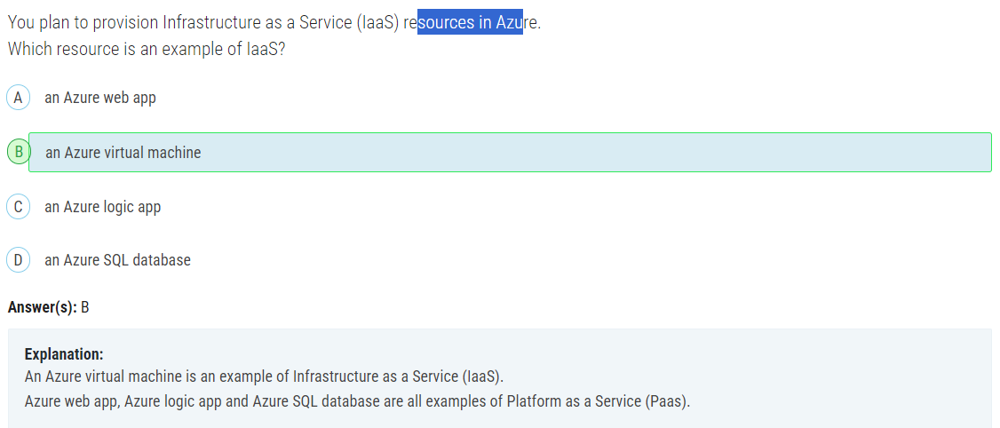 You plan to provision Infrastructure as a Service (IaaS) resources in Azure.
Which resource is an example of IaaS?
A an Azure web app
B an Azure virtual machine
C an Azure logic app
D an Azure SQL database
Answer(s): B
Explanation:
An Azure virtual machine is an example of Infrastructure as a Service (IaaS).
Azure web app, Azure logic app and Azure SQL database are all examples of Platform as a Service (Paas).